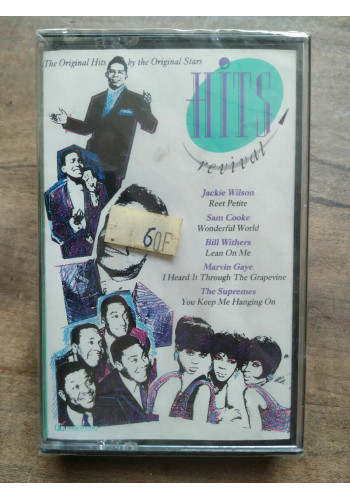 The Original Hits by the Original Stars
HITS
revival
Jackie Wilson
Reet Petite
Sam Cooke
Wonderful World
Bill Withers
Lean On Me
Marvin Gaye
I Heard It Through The Grapevine
The Supremes
You Keep Me Hanging On
60F